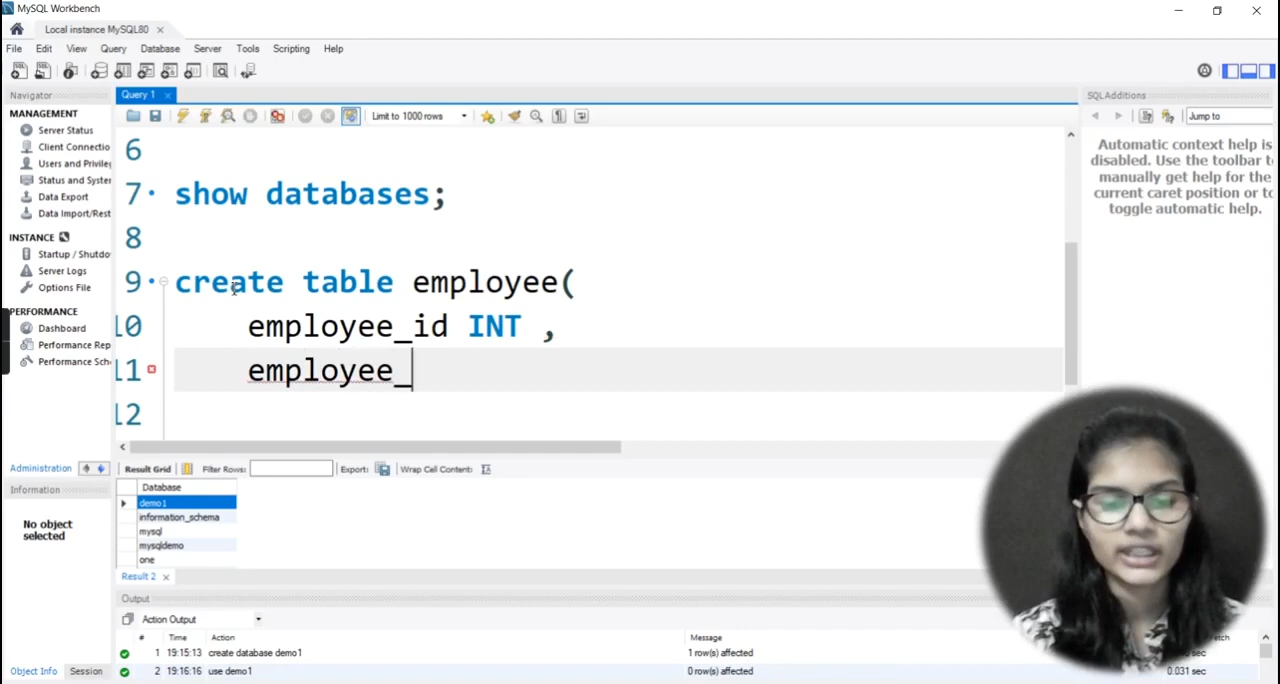 MySQL Workbench
Local instance MySQL80
File Edit View Query Database Server Tools Scripting Help
Navigator
MANAGEMENT
Server Status
Client Connectio
Users and Privileg
Status and System
Data Export
Data Import/Rest
INSTANCE
Startup / Shutdo
Server Logs
Options File
PERFORMANCE
Dashboard
Performance Rep
Performance Sche
Administration
Information
No object
selected
Object Info Session
Query 1
Limit to 1000 rows
6
7 show databases;
8
9 create table employee(
10 employee_id INT ,
11 employee_
12
Result Grid Filter Rows: Export: Wrap Cell Content:
Database
demo1
information_schema
mysql
mysqldemo
one
Result 2
Output
Action Output
# Time Action Message
1 19:15:13 create database demo1 1 row(s) affected sec
2 19:16:16 use demo1 0 row(s) affected 0.031 sec
SQLAdditions
Jump to
Automatic context help is
disabled. Use the toolbar to
manually get help for the
current caret position or to
toggle automatic help.